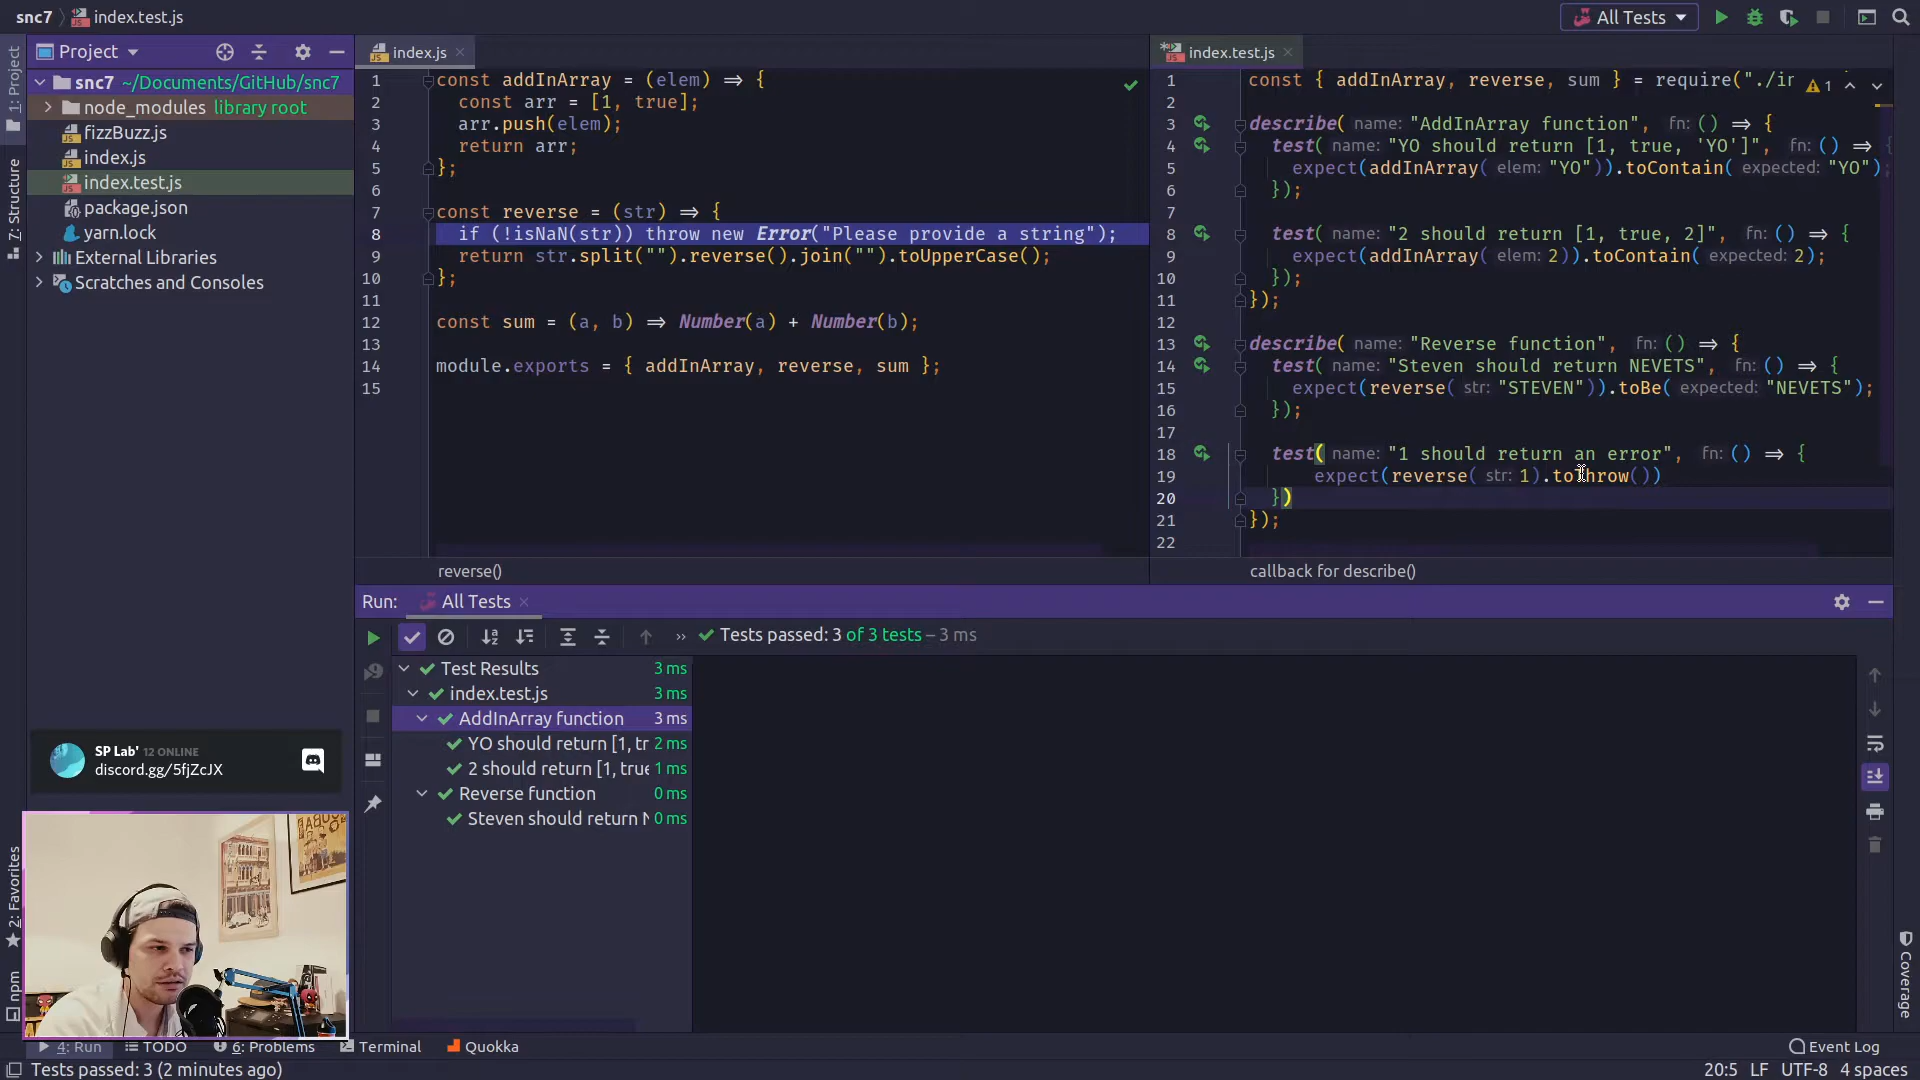 snc7
index.test.js
All Tests
Project
index.js
index.test.js
1: Project
7: Structure
2: Favorites
npm
snc7 ~/Documents/GitHub/snc7
node_modules library root
fizzBuzz.js
index.js
index.test.js
package.json
yarn.lock
External Libraries
Scratches and Consoles
1 const addInArray = (elem) ⇒ {
2 const arr = [1, true];
3 arr.push(elem);
4 return arr;
5 };
6
7 const reverse = (str) ⇒ {
8 if (!isNaN(str)) throw new Error("Please provide a string");
9 return str.split("").reverse().join("").toUpperCase();
10 };
11
12 const sum = (a, b) ⇒ Number(a) + Number(b);
13
14 module.exports = { addInArray, reverse, sum };
15
reverse()
1 const { addInArray, reverse, sum } = require("./in
1
2
3 describe( name: "AddInArray function", fn: () ⇒ {
4 test( name: "YO should return [1, true, 'YO']", fn: () ⇒ {
5 expect(addInArray( elem: "YO")).toContain( expected: "YO");
6 });
7
8 test( name: "2 should return [1, true, 2]", fn: () ⇒ {
9 expect(addInArray( elem: 2)).toContain( expected: 2);
10 });
11 });
12
13 describe( name: "Reverse function", fn: () ⇒ {
14 test( name: "Steven should return NEVETS", fn: () ⇒ {
15 expect(reverse( str: "STEVEN")).toBe( expected: "NEVETS");
16 });
17
18 test( name: "1 should return an error", fn: () ⇒ {
19 expect(reverse( str: 1).toThrow())
20 })
21 });
22
callback for describe()
Run: All Tests
Tests passed: 3 of 3 tests – 3 ms
Test Results 3 ms
index.test.js 3 ms
AddInArray function 3 ms
YO should return [1, tr 2 ms
2 should return [1, true 1 ms
Reverse function 0 ms
Steven should return N 0 ms
SP Lab' 12 ONLINE
discord.gg/5fjZcJX
Coverage
4: Run
TODO
6: Problems
Terminal
Quokka
Event Log
Tests passed: 3 (2 minutes ago)
20:5 LF UTF-8 4 spaces